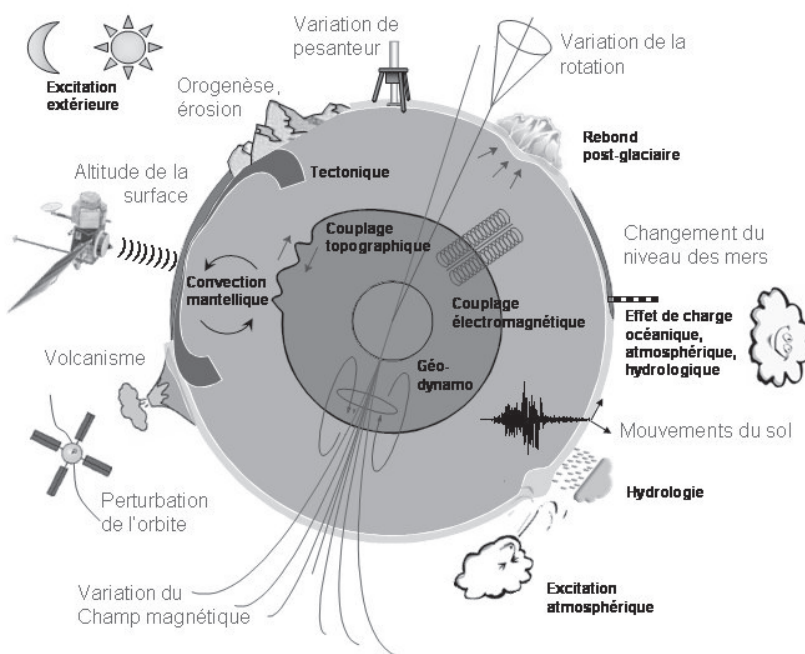 Variation de
pesanteur
Variation de la
rotation
Excitation
extérieure
Orogenèse,
érosion
Rebond
post-glaciaire
Altitude de la
surface
Tectonique
Couplage
topographique
Changement du
niveau des mers
Convection
mantellique
Couplage
électromagnétique
Effet de charge
océanique,
atmosphérique,
hydrologique
Volcanisme
Géo-
dynamo
Mouvements du sol
Perturbation
de l'orbite
Hydrologie
Variation du
Champ magnétique
Excitation
atmosphérique